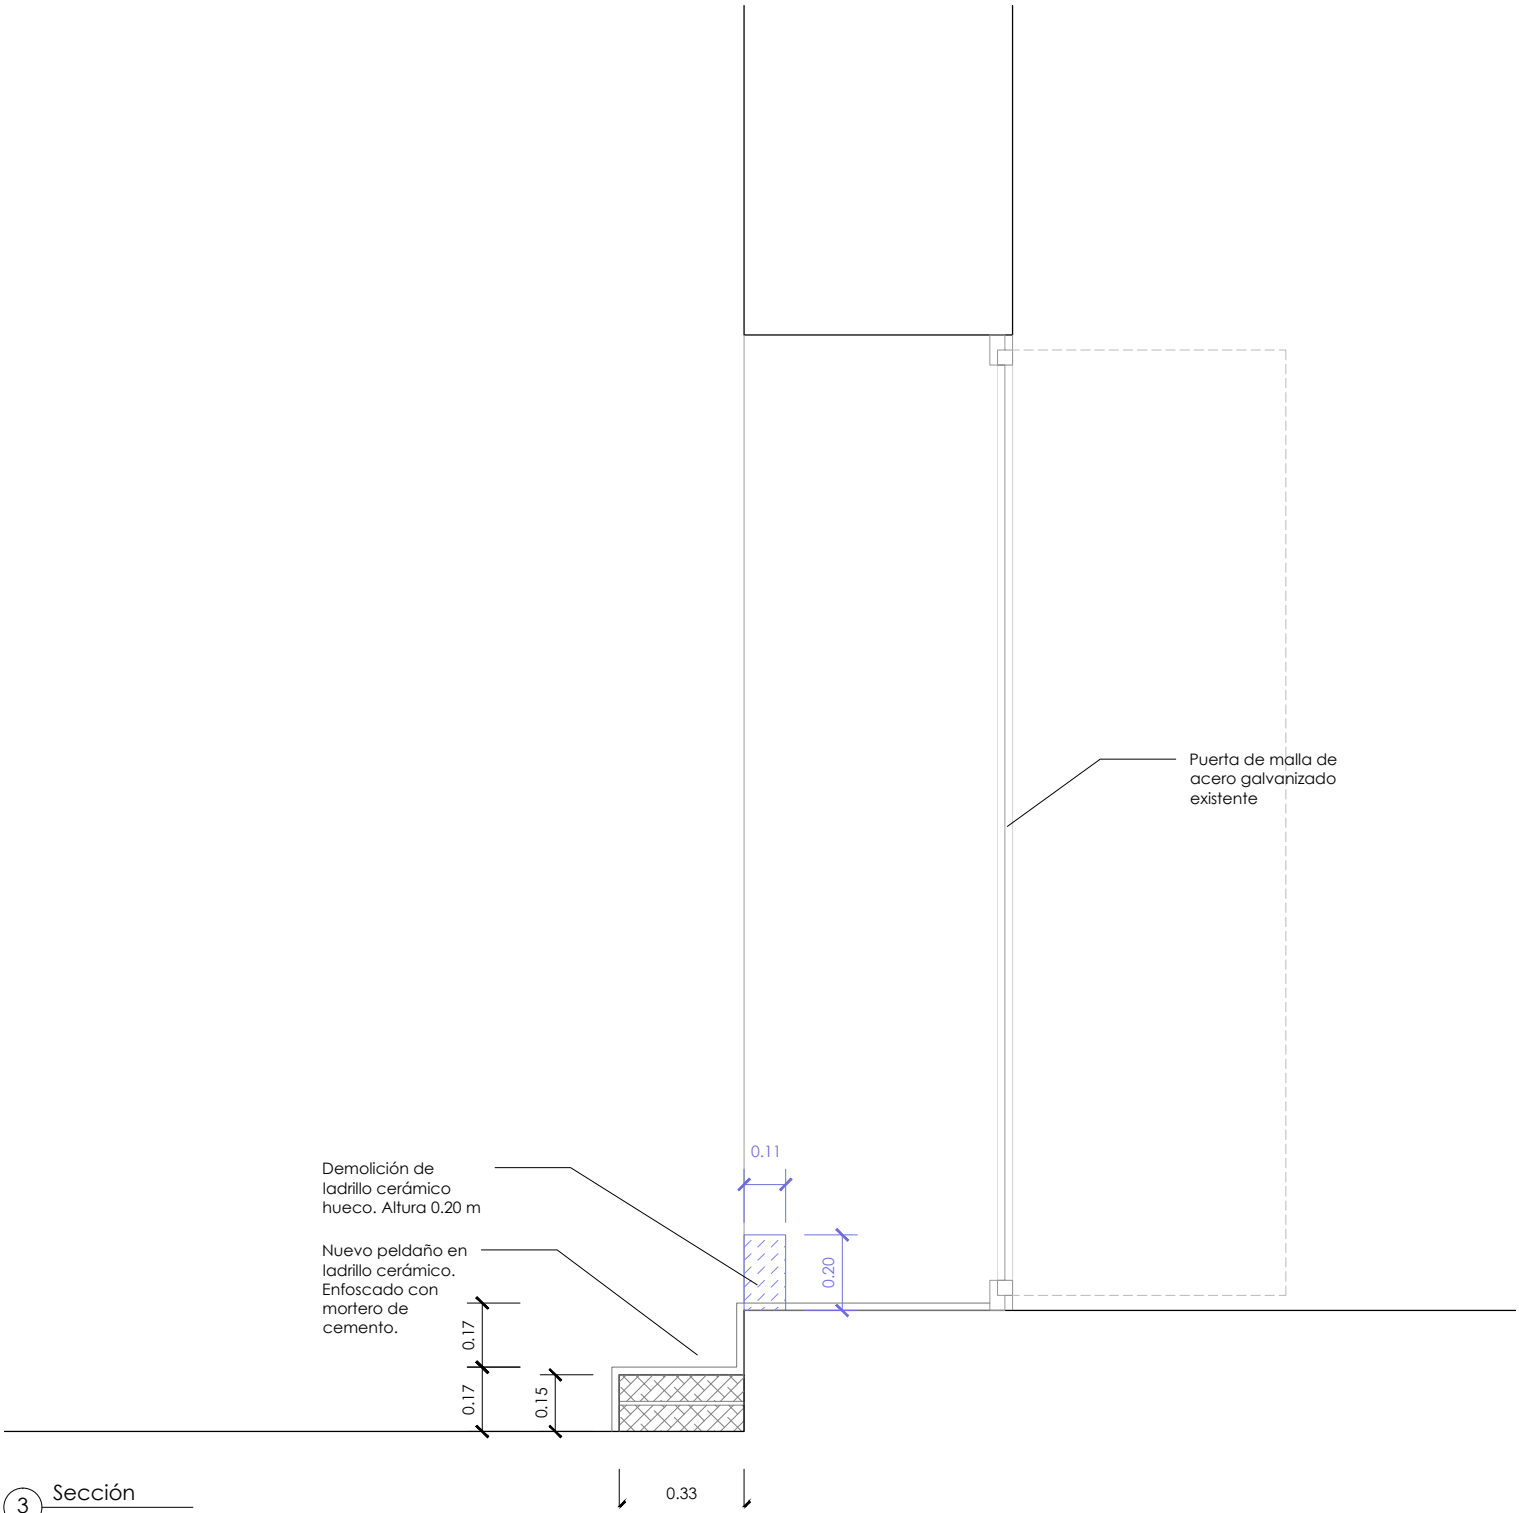 Puerta de malla de
acero galvanizado
existente
0.11
Demolición de
ladrillo cerámico
hueco. Altura 0.20 m
0.20
Nuevo peldaño en
ladrillo cerámico.
Enfoscado con
mortero de
cemento.
0.17
0.17
0.15
0.33
3 Sección